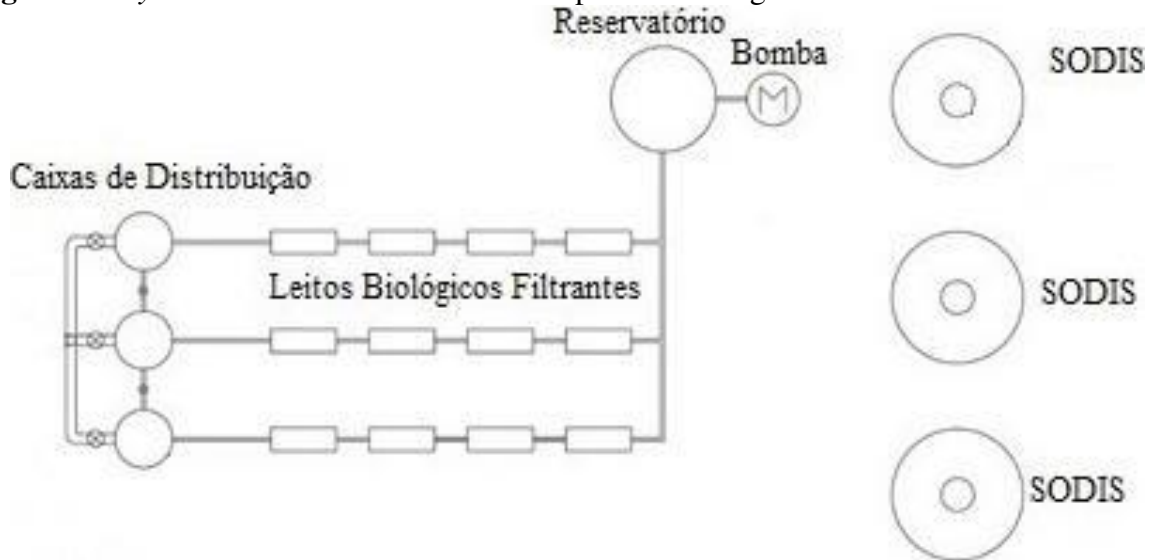 Reservatório
Bomba
SODIS
Caixas de Distribuição
Leitos Biológicos Filtrantes
SODIS
SODIS
M